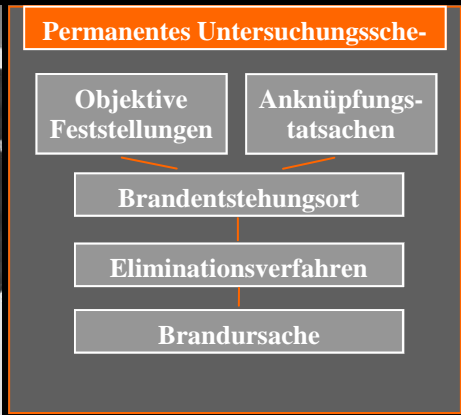 Permanentes Untersuchungssche-
Objektive
Feststellungen
Anknüpfungs-
tatsachen
Brandentstehungsort
Eliminationsverfahren
Brandursache